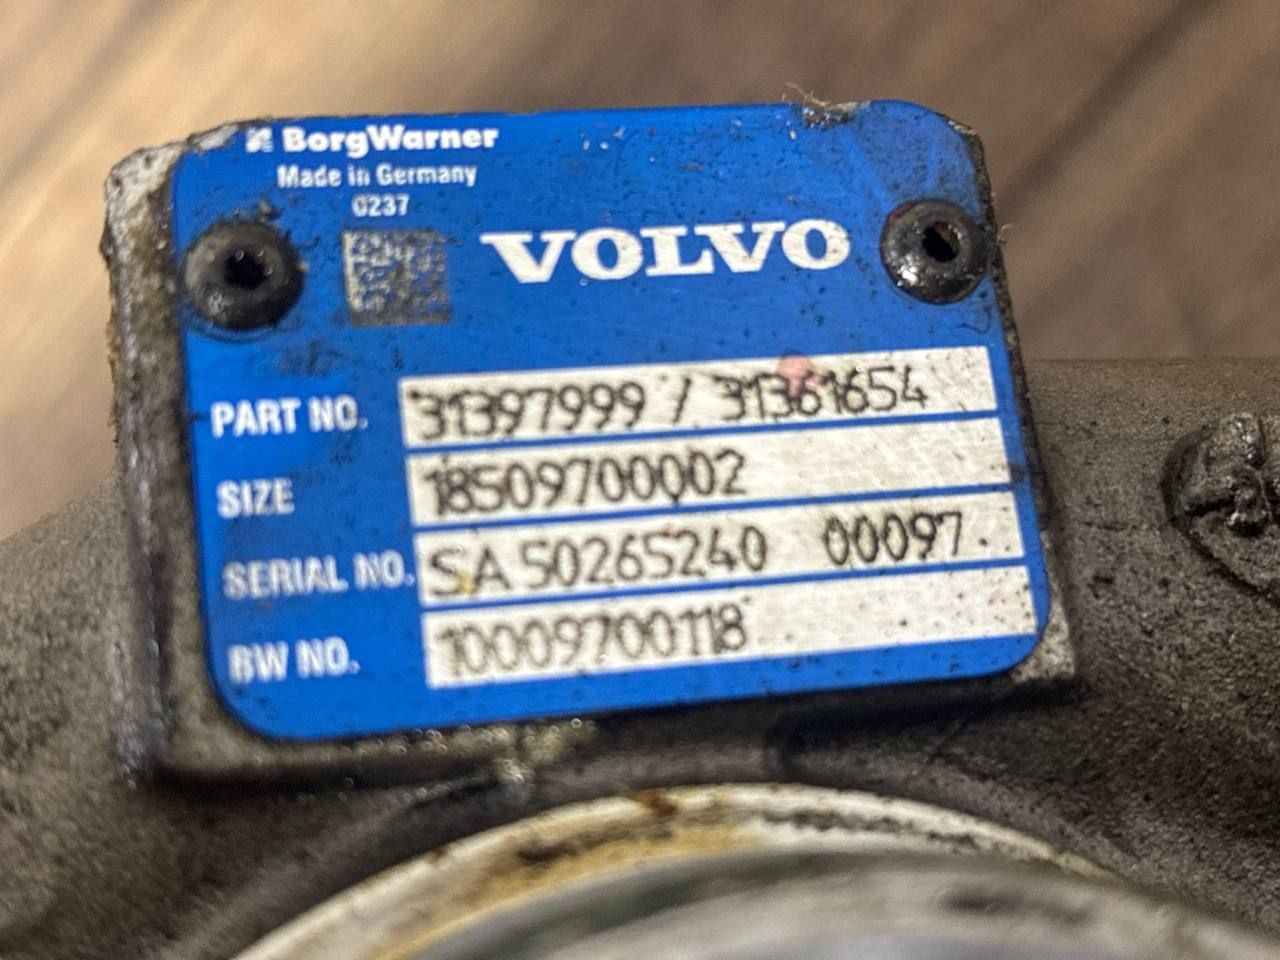 BorgWarner
Made in Germany
0237
VOLVO
PART NO. 31397999 / 31361654
SIZE 18509700002
SERIAL NO. SA 50265240 00097.
BW NO. 10009700118